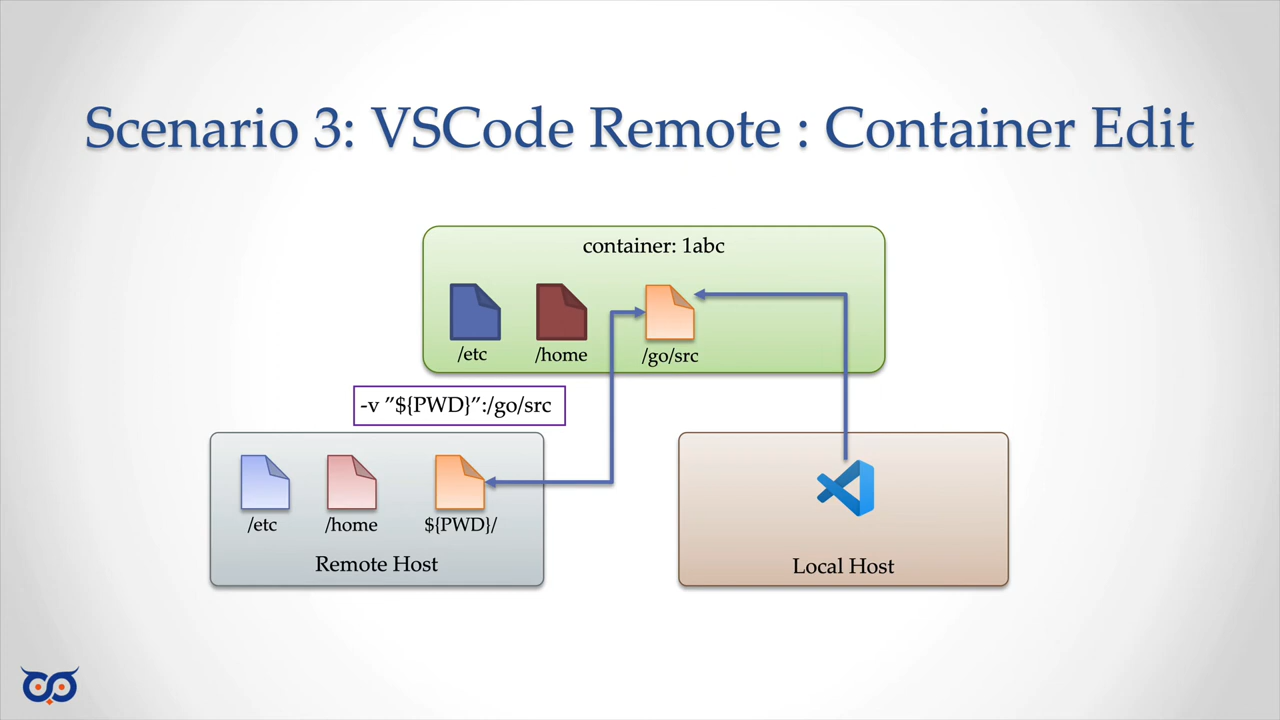 Scenario 3: VSCode Remote : Container Edit
container: 1abc
/etc
/home
/go/src
-v ”${PWD}”:/go/src
/etc
/home
${PWD}/
Remote Host
Local Host